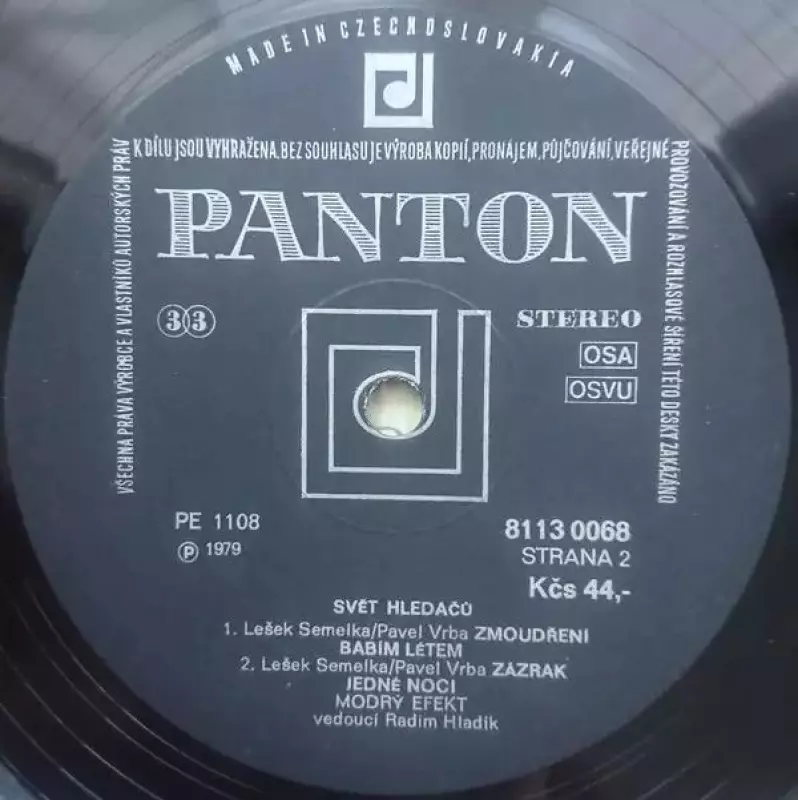 MADE IN CZECHOSLOVAKIA
VŠECHNA PRÁVA VÝROBCE A VLASTNÍKŮ AUTORSKÝCH PRÁV
K DÍLU JSOU VYHRAŽENA. BEZ SOUHLASU JE VÝROBA KOPIÍ, PRONÁJEM, PŮJČOVÁNÍ, VEŘEJNÉ
PROVOZOVÁNÍ A ROZHLASOVÉ ŠÍŘENÍ TÉTO DESKY ZAKÁZÁNO
PANTON
33
STEREO
OSA
OSVU
PE 1108
℗ 1979
8113 0068
STRANA 2
Kčs 44,-
SVĚT HLEDAČŮ
1. Lešek Semelka/Pavel Vrba ZMOUDŘENI
BABÍM LÉTEM
2. Lešek Semelka/Pavel Vrba ZÁZRAK
JEDNÉ NOCI
MODRÝ EFEKT
vedoucí Radim Hladík